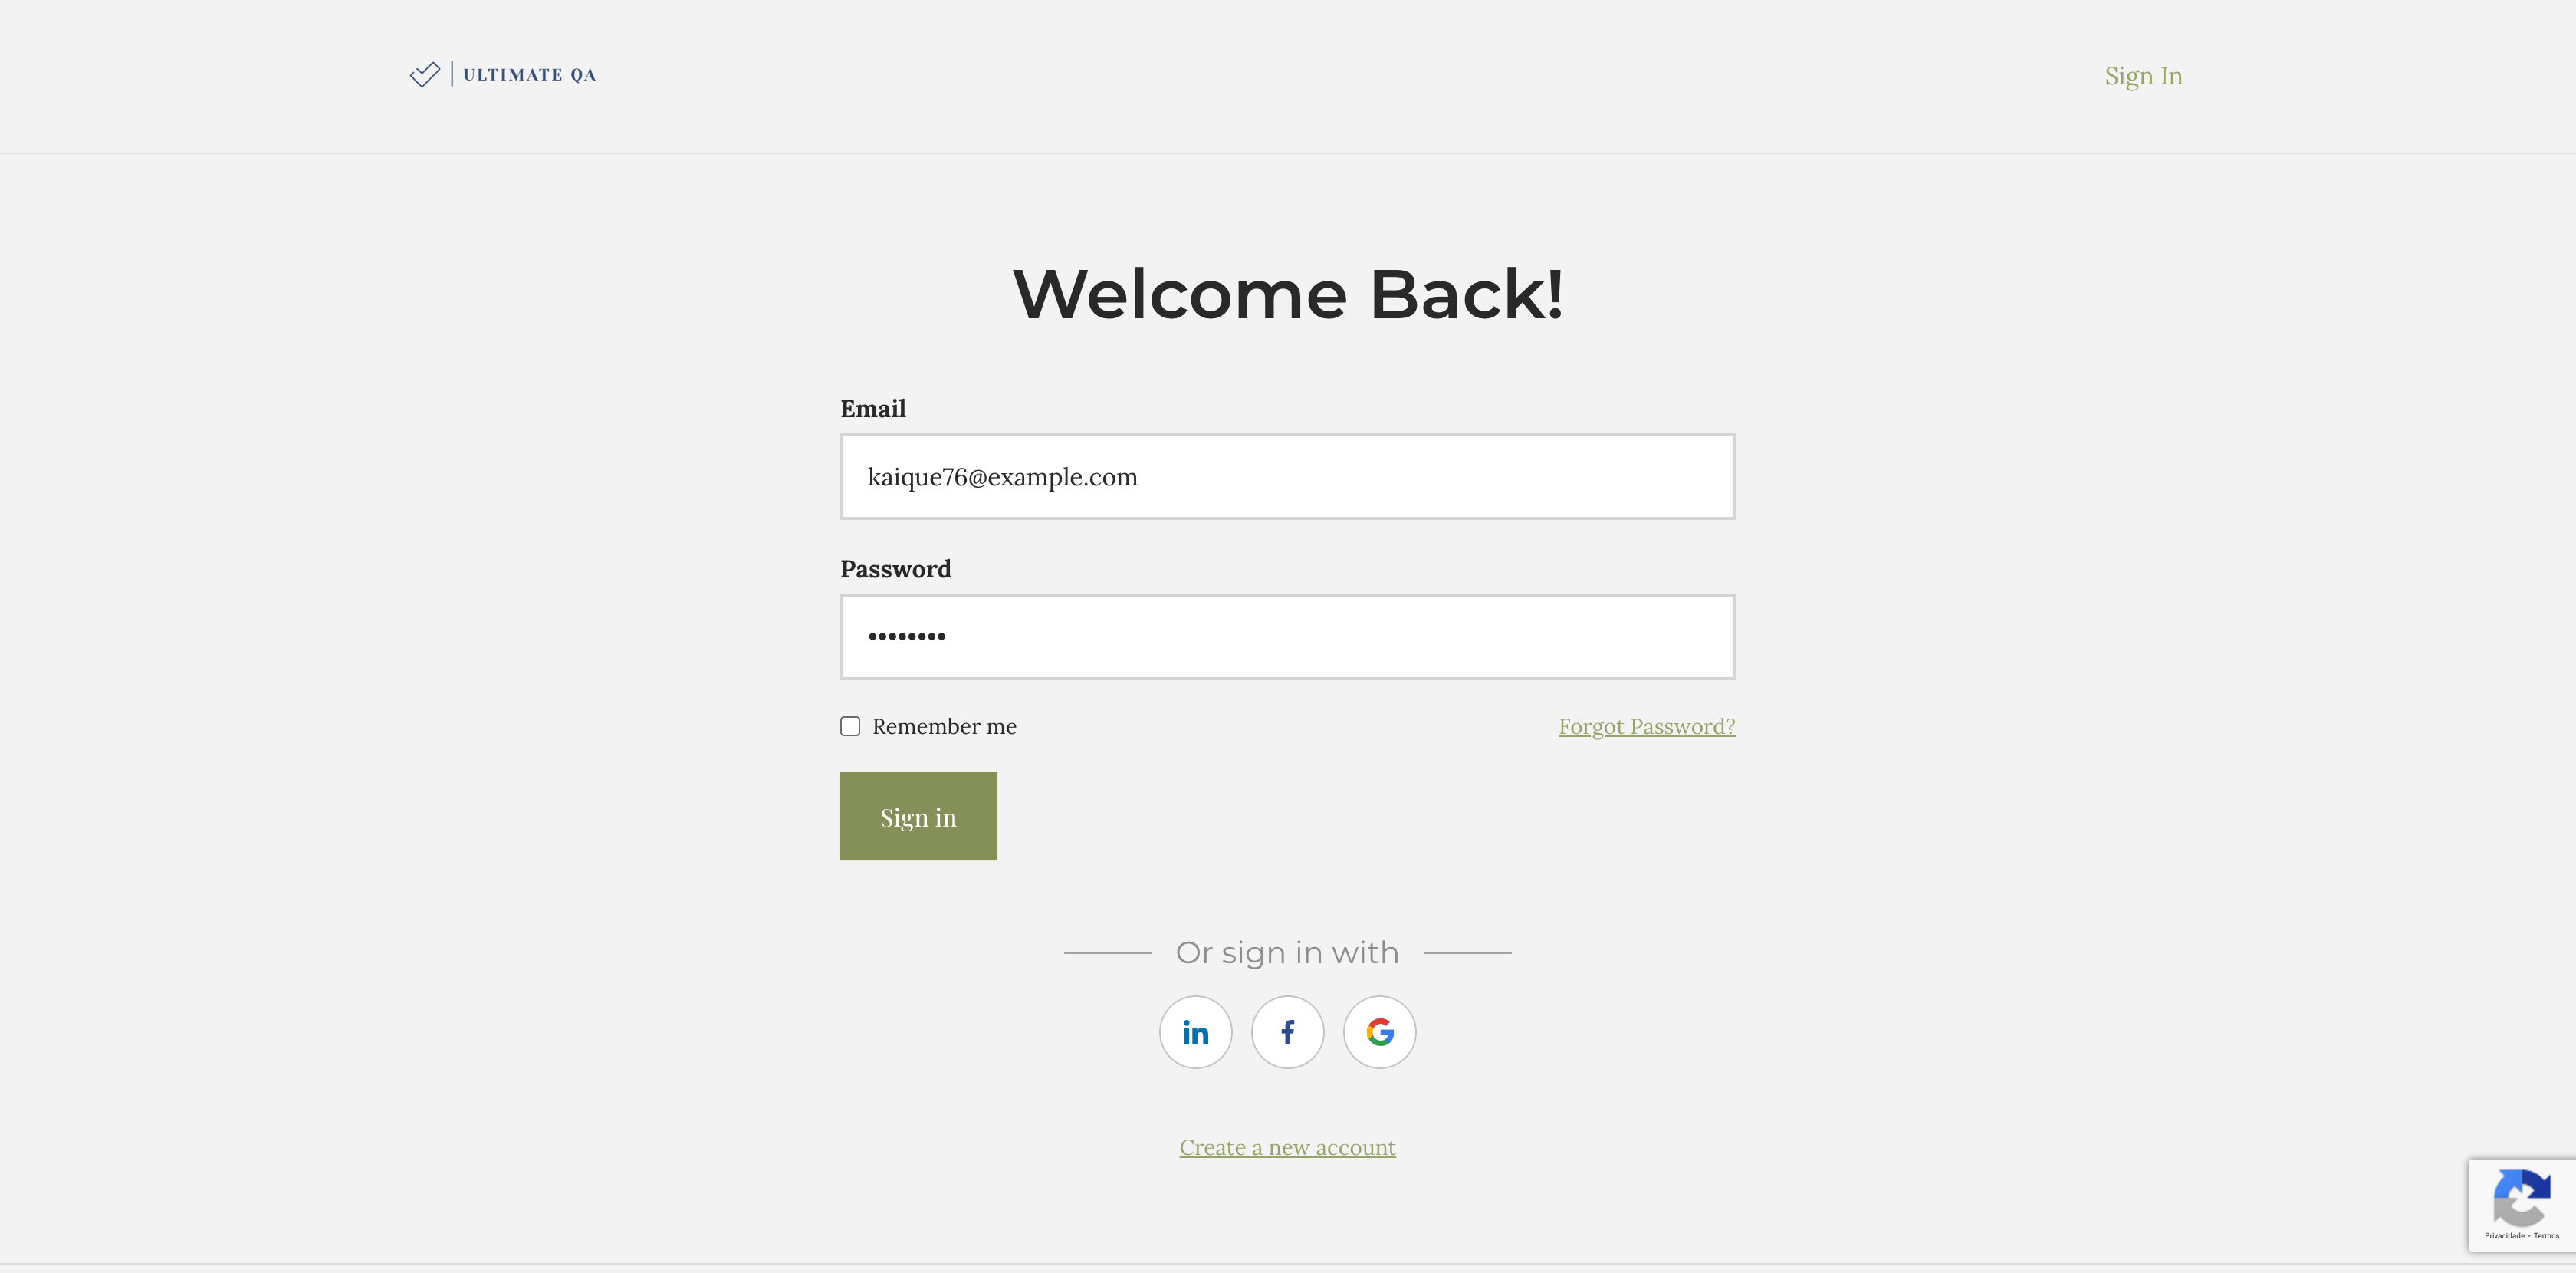 ULTIMATE QA
Sign In
Welcome Back!
Email
kaique76@example.com
Password
••••••••
Remember me
Forgot Password?
Sign in
Or sign in with
in
f
G
Create a new account
Privacidade - Termos